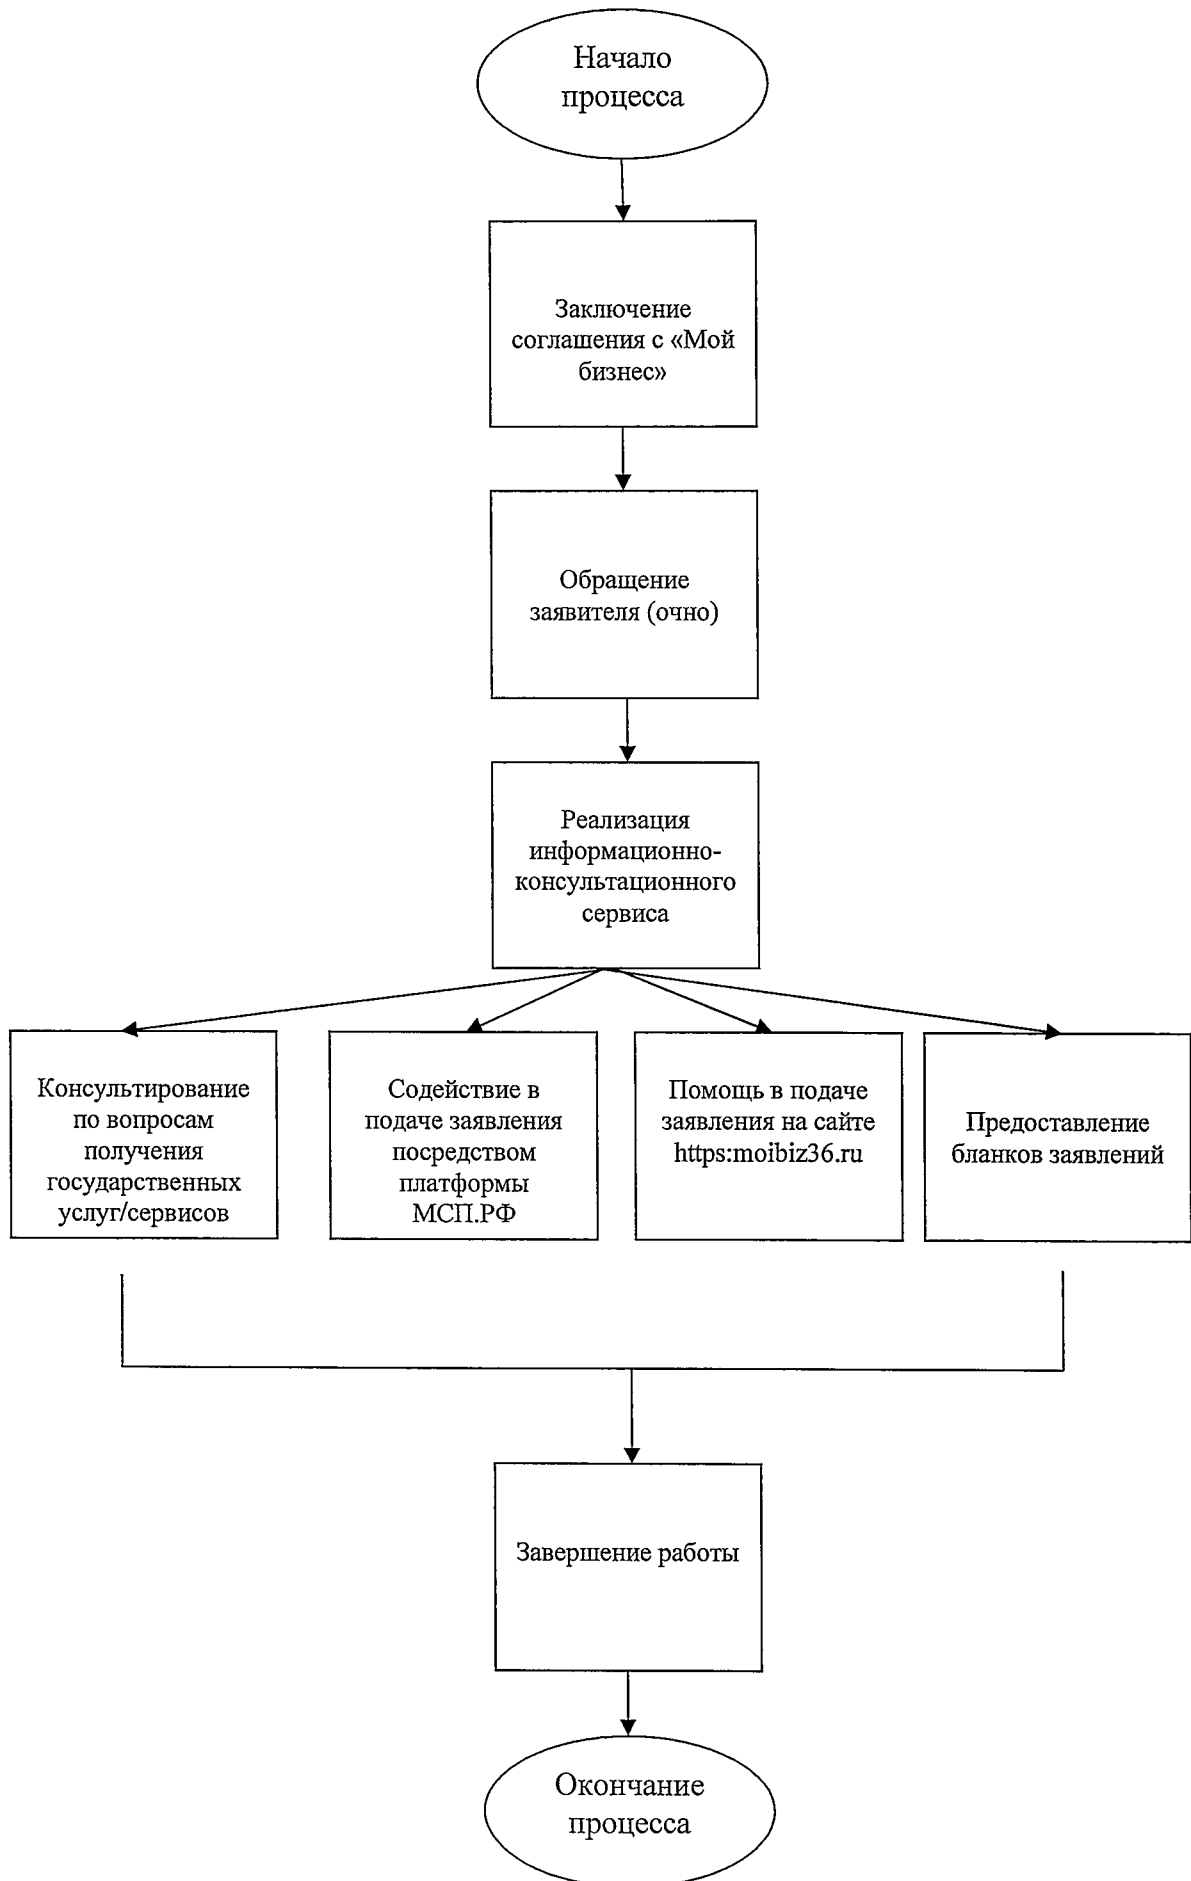 Начало
процесса
Заключение
соглашения с «Мой
бизнес»
Обращение
заявителя (очно)
Реализация
информационно-
консультационного
сервиса
Консультирование
по вопросам
получения
государственных
услуг/сервисов
Содействие в
подаче заявления
посредством
платформы
МСП.РФ
Помощь в подаче
заявления на сайте
https:moibiz36.ru
Предоставление
бланков заявлений
Завершение работы
Окончание
процесса